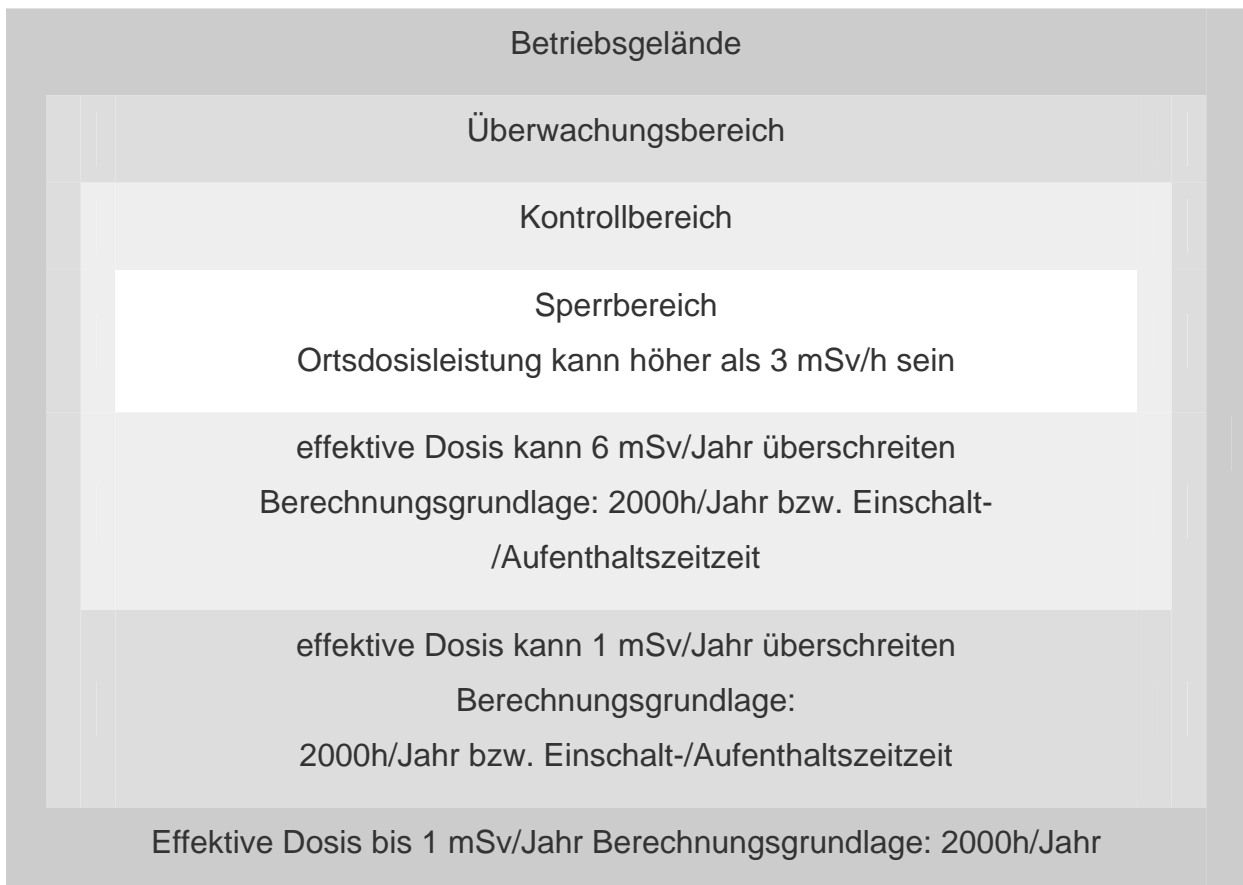 Betriebsgelände
Überwachungsbereich
Kontrollbereich
Sperrbereich
Ortsdosisleistung kann höher als 3 mSv/h sein
effektive Dosis kann 6 mSv/Jahr überschreiten
Berechnungsgrundlage: 2000h/Jahr bzw. Einschalt-
/Aufenthaltszeitzeit
effektive Dosis kann 1 mSv/Jahr überschreiten
Berechnungsgrundlage:
2000h/Jahr bzw. Einschalt-/Aufenthaltszeitzeit
Effektive Dosis bis 1 mSv/Jahr Berechnungsgrundlage: 2000h/Jahr